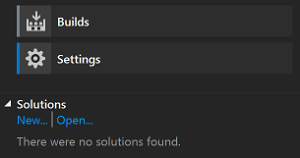 Builds
Settings
Solutions
New... | Open...
There were no solutions found.